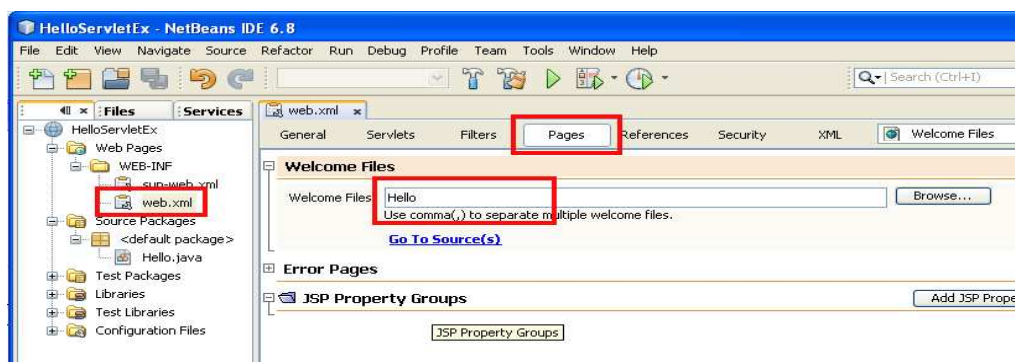 HelloServletEx - NetBeans IDE 6.8
File Edit View Navigate Source Refactor Run Debug Profile Team Tools Window Help
Search (Ctrl+I)
Files Services
web.xml
General Servlets Filters Pages References Security XML Welcome Files
HelloServletEx
Web Pages
WEB-INF
sun-web.xml
web.xml
Source Packages
<default package>
Hello.java
Test Packages
Libraries
Test Libraries
Configuration Files
Welcome Files
Welcome Files Hello Browse...
Use comma(,) to separate multiple welcome files.
Go To Source(s)
Error Pages
JSP Property Groups Add JSP Prope
JSP Property Groups